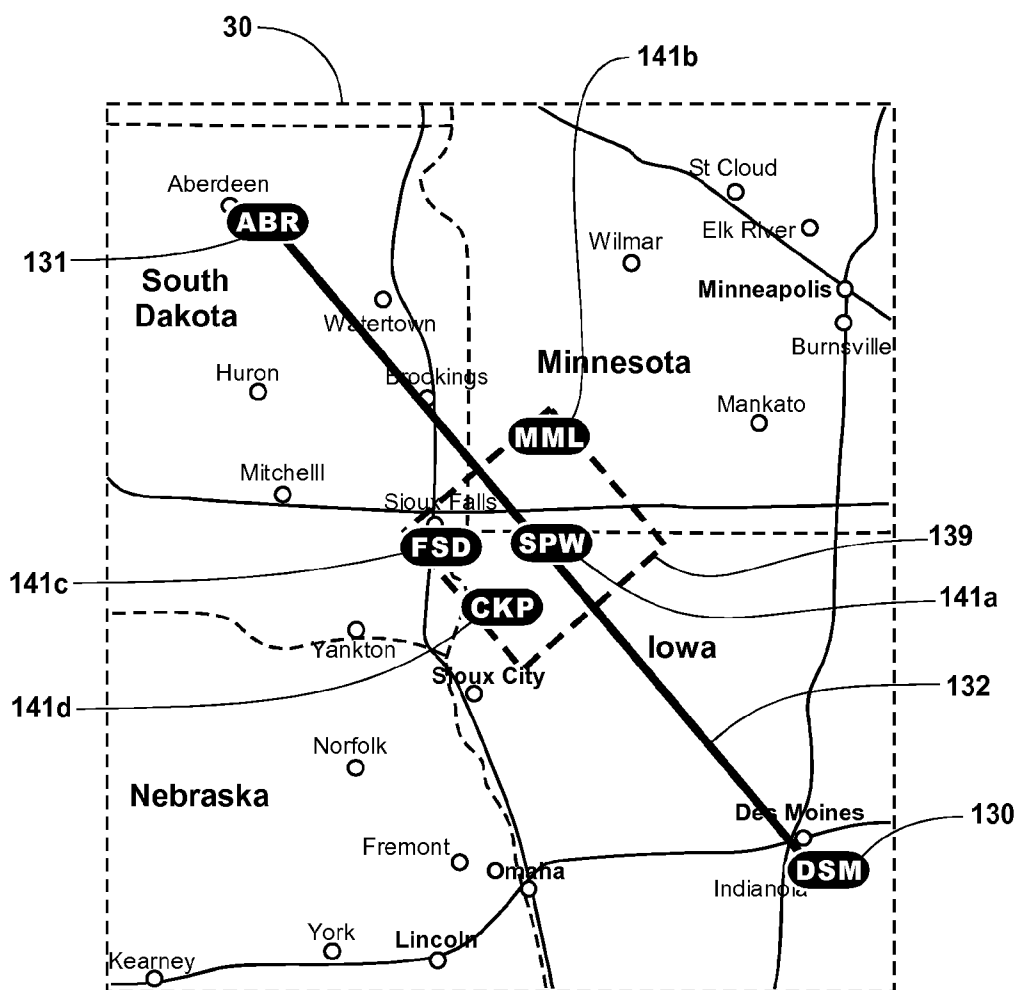 30
141b
St Cloud
Aberdeen
ABR
Elk River
Wilmar
131
South
Dakota
Minneapolis
Watertown
Burnsville
Minnesota
Huron
Brookings
Mankato
MML
Mitchelll
Sioux Falls
FSD
SPW
139
141c
CKP
141a
Yankton
Iowa
Sioux City
132
141d
Norfolk
Nebraska
Des Moines
130
Fremont
Omaha
DSM
Indianola
York
Lincoln
Kearney